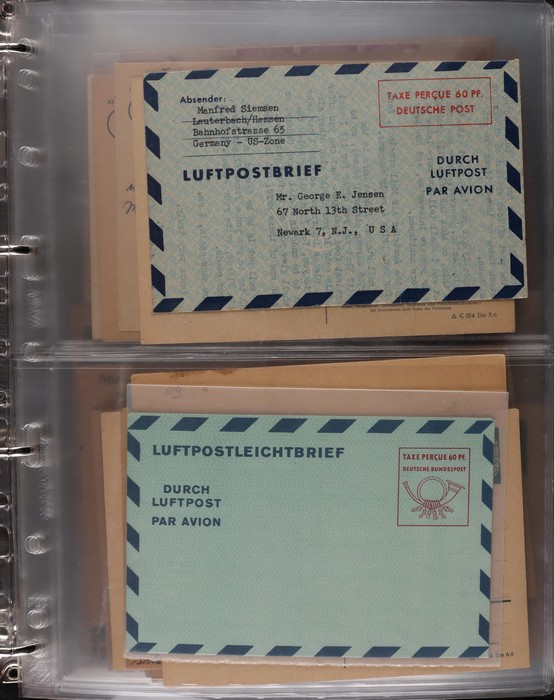 Absender:
Manfred Siemsen
Lauterbach/Hessen
Bahnhofstrasse 65
Germany - US-Zone
TAXE PERÇUE 60 PF.
DEUTSCHE POST
LUFTPOSTBRIEF
DURCH
LUFTPOST
PAR AVION
Mr. George E. Jensen
67 North 13th Street
Newark 7, N.J., U S A
LUFTPOSTLEICHTBRIEF
TAXE PERÇUE 60 Pf.
DEUTSCHE BUNDESPOST
DURCH
LUFTPOST
PAR AVION